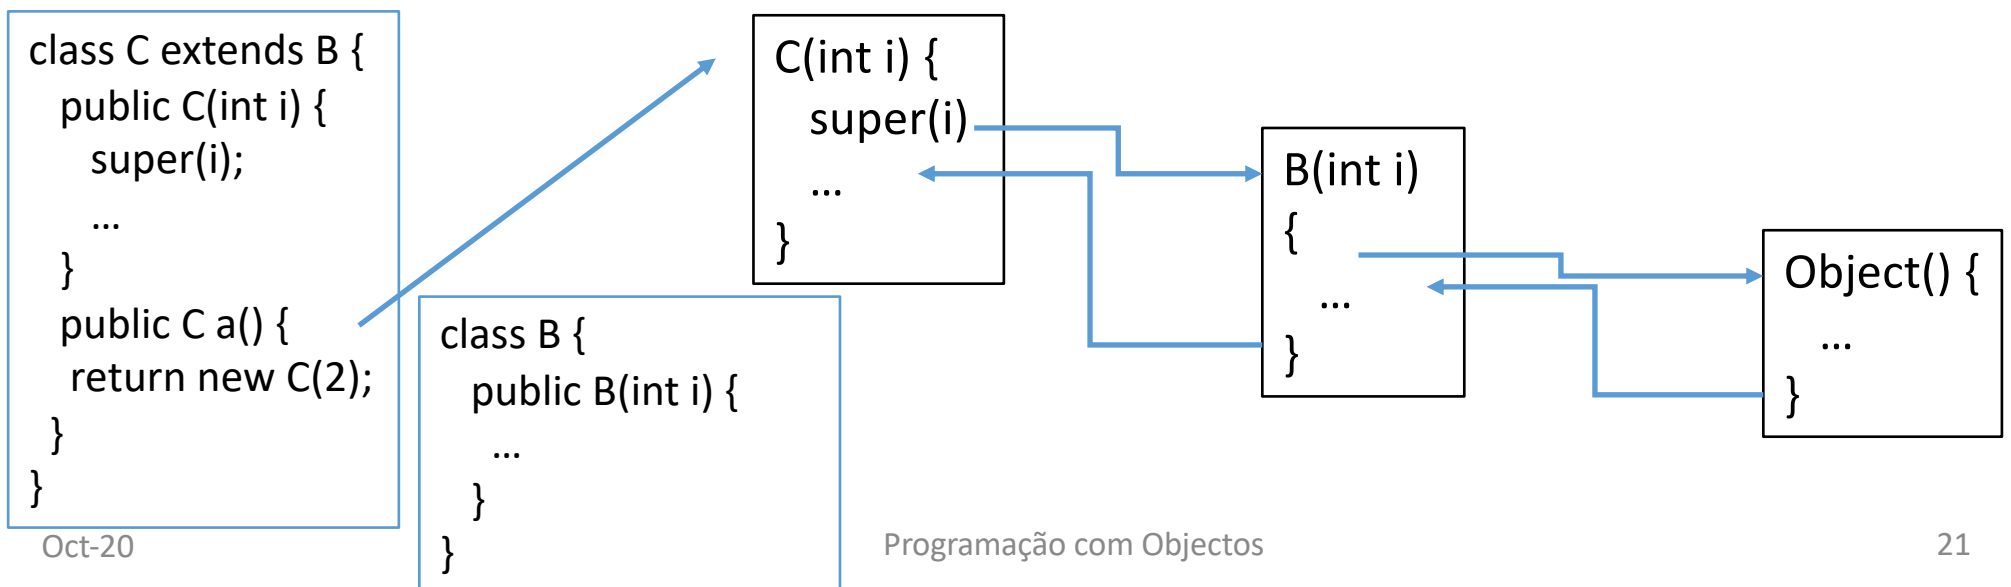 class C extends B {
public C(int i) {
super(i);
…
}
public C a() {
return new C(2);
}
}
class B {
public B(int i) {
…
}
}
C(int i) {
super(i)
…
}
B(int i)
{
…
}
Object() {
…
}
Oct-20
Programação com Objectos
21